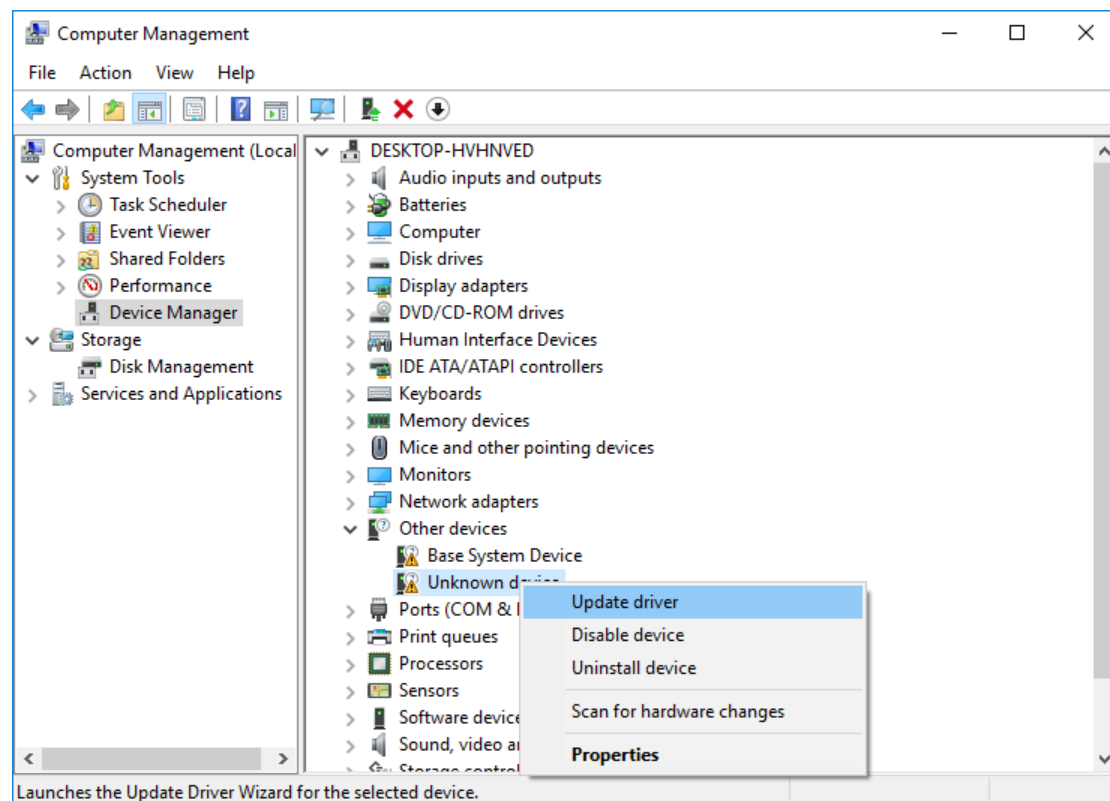 Computer Management
File Action View Help
Computer Management (Local
System Tools
Task Scheduler
Event Viewer
Shared Folders
Performance
Device Manager
Storage
Disk Management
Services and Applications
DESKTOP-HVHNVED
Audio inputs and outputs
Batteries
Computer
Disk drives
Display adapters
DVD/CD-ROM drives
Human Interface Devices
IDE ATA/ATAPI controllers
Keyboards
Memory devices
Mice and other pointing devices
Monitors
Network adapters
Other devices
Base System Device
Unknown device
Ports (COM &
Print queues
Processors
Sensors
Software device
Sound, video
Storage control
Update driver
Disable device
Uninstall device
Scan for hardware changes
Properties
Launches the Update Driver Wizard for the selected device.